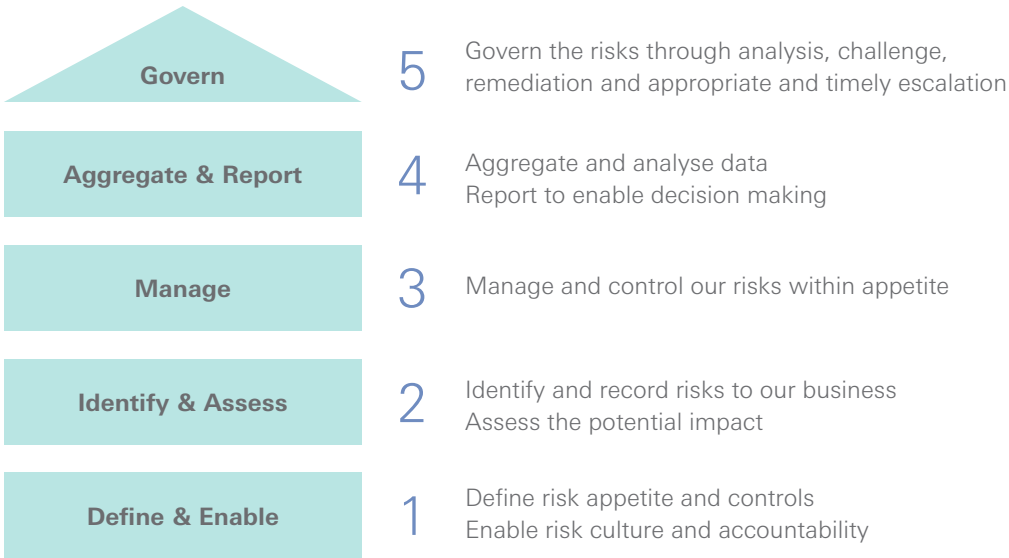 Govern
5
Govern the risks through analysis, challenge,
remediation and appropriate and timely escalation
Aggregate & Report
4
Aggregate and analyse data
Report to enable decision making
Manage
3
Manage and control our risks within appetite
Identify & Assess
2
Identify and record risks to our business
Assess the potential impact
Define & Enable
1
Define risk appetite and controls
Enable risk culture and accountability